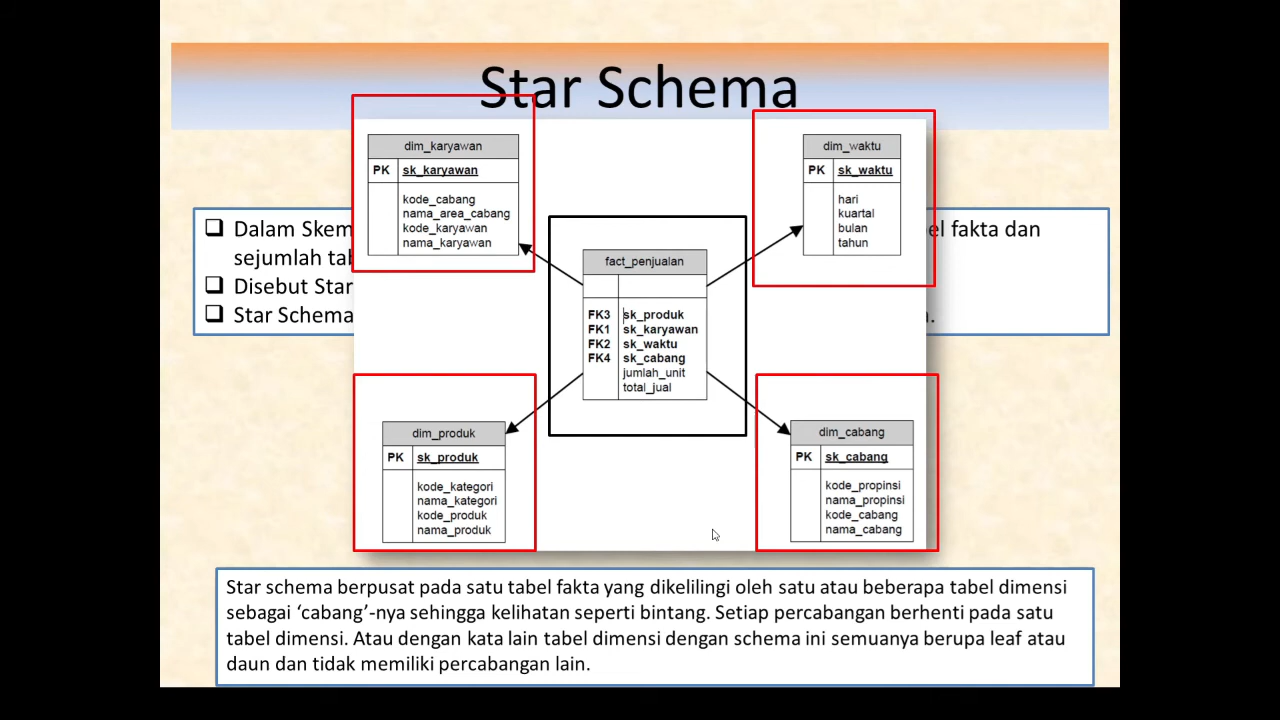 Star Schema
dim_karyawan
PK sk_karyawan
kode_cabang
nama_area_cabang
kode_karyawan
nama_karyawan
dim_waktu
PK sk_waktu
hari
kuartal
bulan
tahun
Dalam
el fakta dan
sejumlah
Disebut Star
Star Schema
fact_penjualan
FK3 sk_produk
FK1 sk_karyawan
FK2 sk_waktu
FK4 sk_cabang
jumlah_unit
total_jual
dim_produk
PK sk_produk
kode_kategori
nama_kategori
kode_produk
nama_produk
dim_cabang
PK sk_cabang
kode_propinsi
nama_propinsi
kode_cabang
nama_cabang
Star schema berpusat pada satu tabel fakta yang dikelilingi oleh satu atau beberapa tabel dimensi
sebagai ‘cabang’-nya sehingga kelihatan seperti bintang. Setiap percabangan berhenti pada satu
tabel dimensi. Atau dengan kata lain tabel dimensi dengan schema ini semuanya berupa leaf atau
daun dan tidak memiliki percabangan lain.